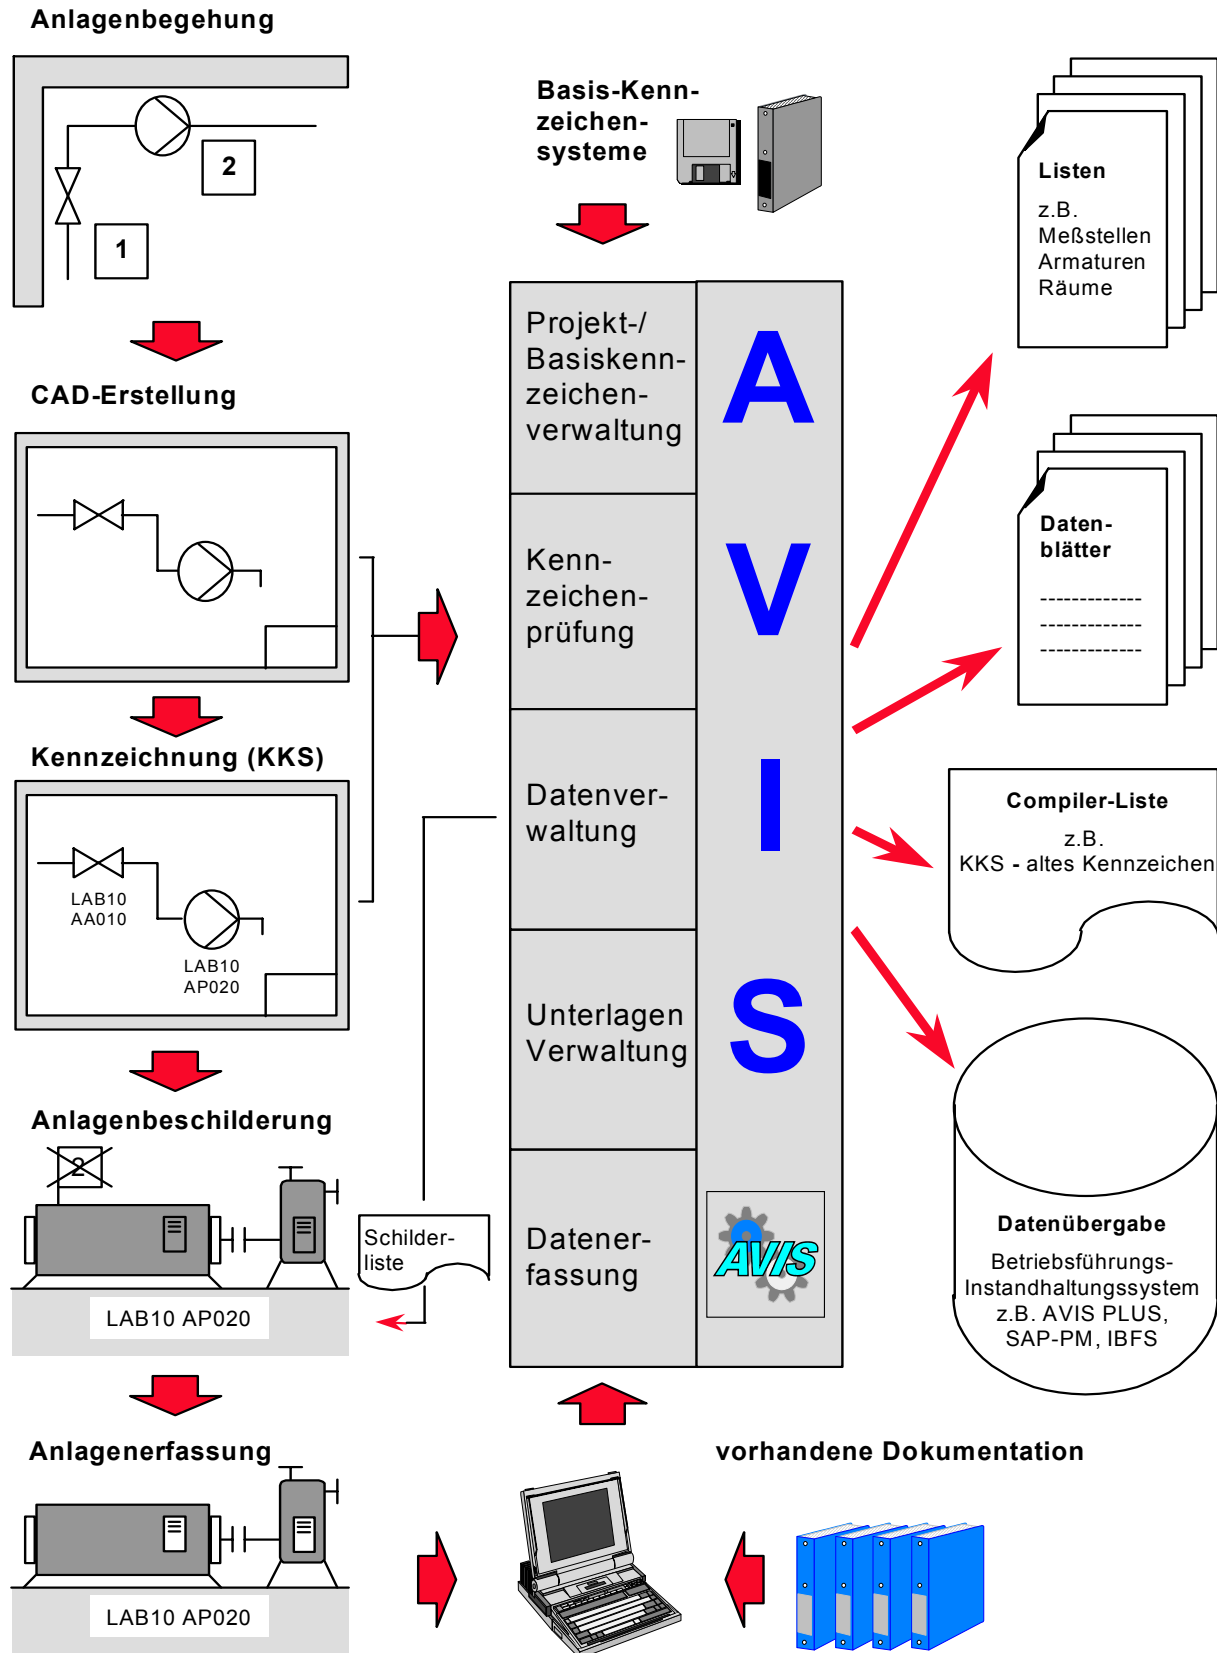 Anlagenbegehung
2
1
CAD-Erstellung
Kennzeichnung (KKS)
LAB10
AA010
LAB10
AP020
Anlagenbeschilderung
2
LAB10 AP020
Schilder-
liste
Anlagenerfassung
LAB10 AP020
Basis-Kenn-
zeichen-
systeme
Projekt-/
Basiskenn-
zeichen-
verwaltung
Kenn-
zeichen-
prüfung
Datenver-
waltung
Unterlagen
Verwaltung
Datener-
fassung
A
V
I
S
AVIS
vorhandene Dokumentation
Listen
z.B.
Meßstellen
Armaturen
Räume
Daten-
blätter
-------------
-------------
-------------
Compiler-Liste
z.B.
KKS - altes Kennzeichen
Datenübergabe
Betriebsführungs-
Instandhaltungssystem
z.B. AVIS PLUS,
SAP-PM, IBFS